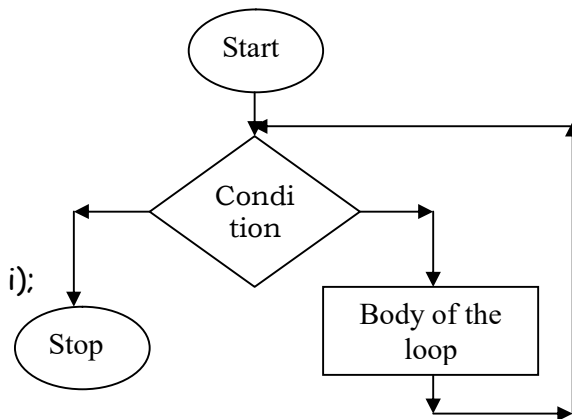 Start
Condi
tion
i);
Stop
Body of the
loop